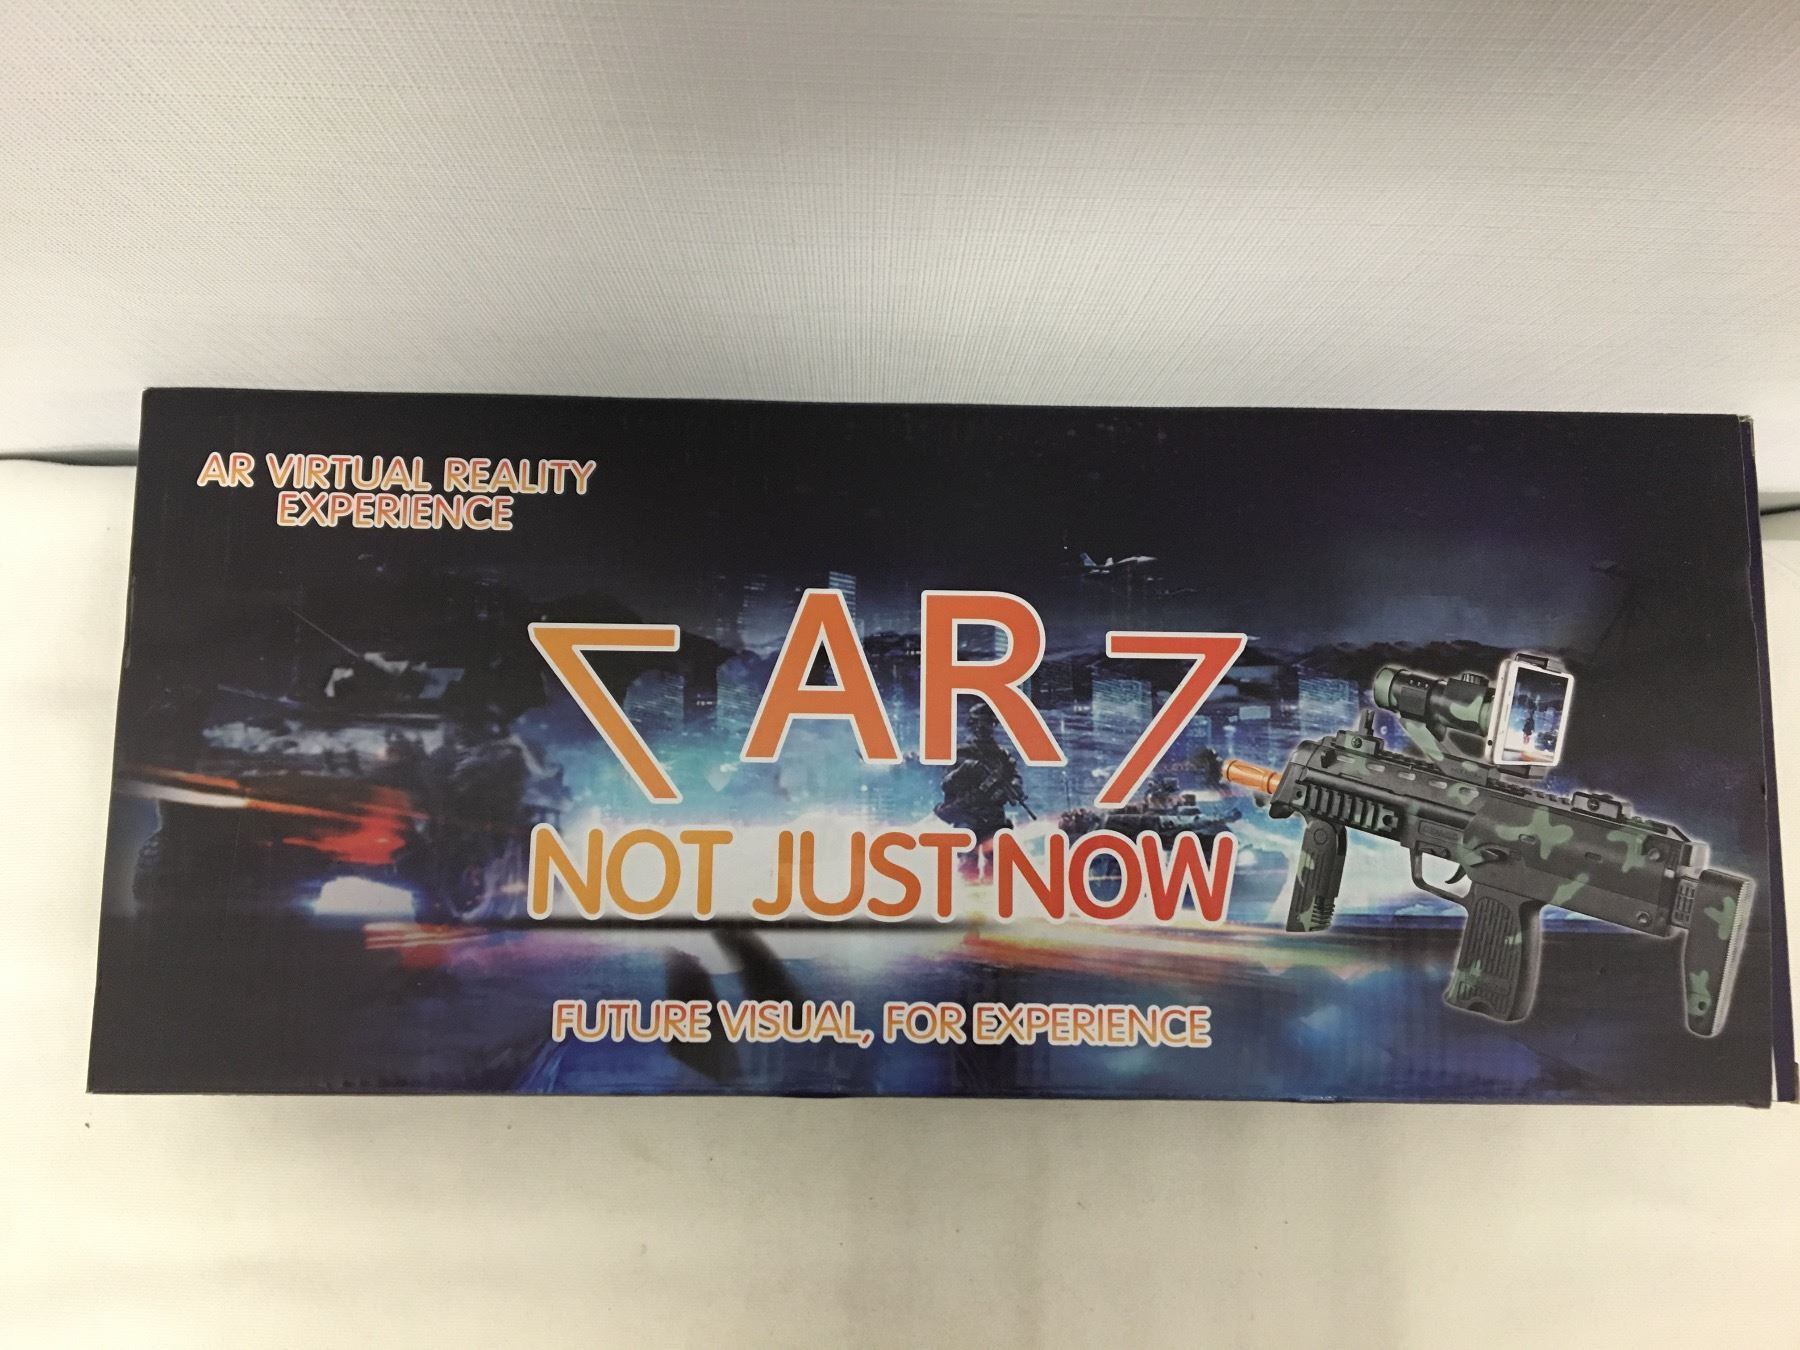 AR VIRTUAL REALITY
EXPERIENCE
AR
NOT JUST NOW
FUTURE VISUAL, FOR EXPERIENCE